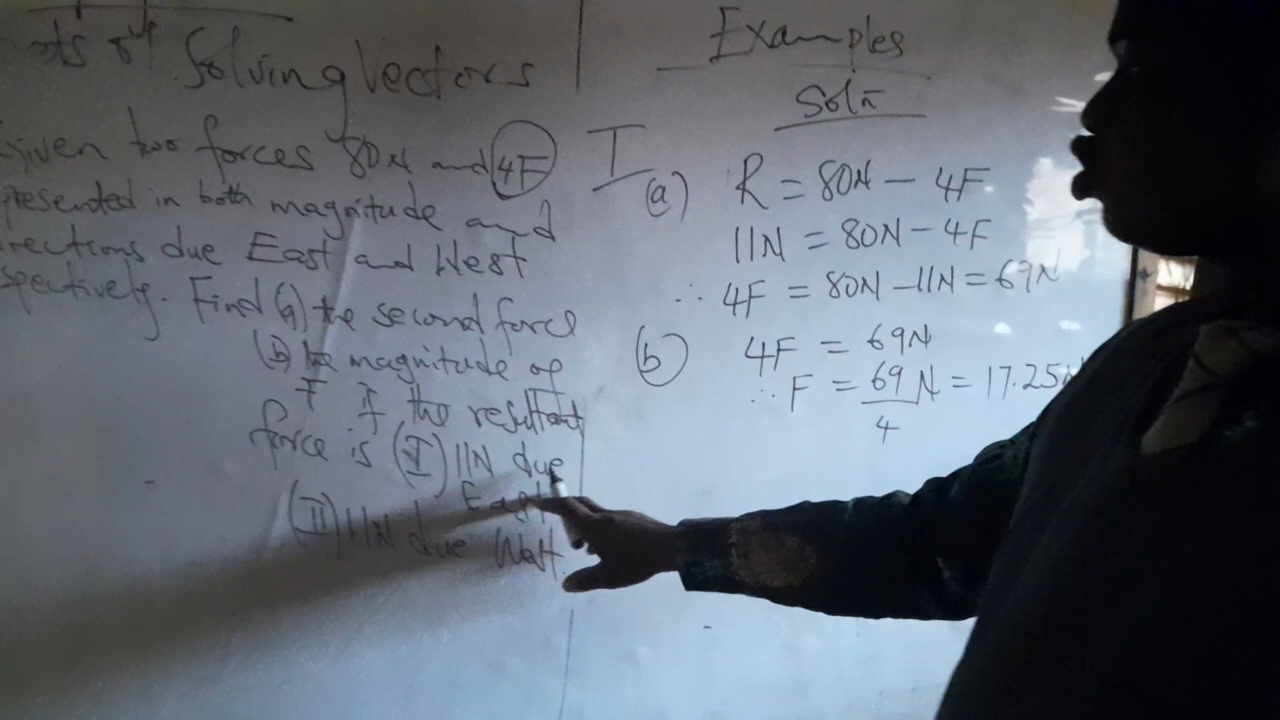 Solving Vectors
Given two forces 80N and 4F
presented in both magnitude and
rections due East and West
spectively. Find (a) the second force
(b) the magnitude of
F if the resultant
force is (I) 11N due
East
(II) 11N due West.
Examples
Soln
I
(a) R = 80N - 4F
11N = 80N - 4F
∴ 4F = 80N - 11N = 69N
(b) 4F = 69N
∴ F = 69/4 N = 17.25N